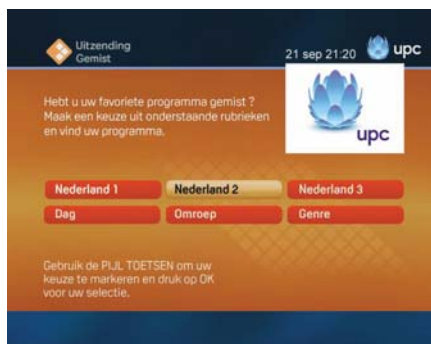 Uitzending
Gemist
21 sep 21:20
upc
Hebt u uw favoriete programma gemist ?
Maak een keuze uit onderstaande rubrieken
en vind uw programma.
upc
Nederland 1
Nederland 2
Nederland 3
Dag
Omroep
Genre
Gebruik de PIJL TOETSEN om uw
keuze te markeren en druk op OK
voor uw selectie.